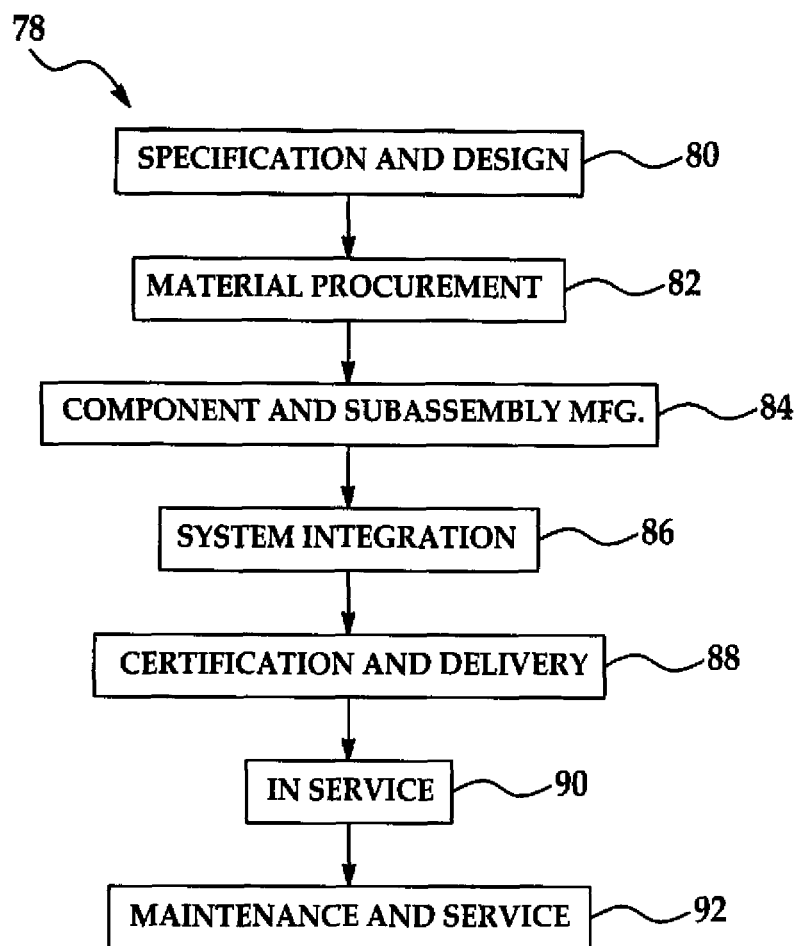 78
SPECIFICATION AND DESIGN 80
MATERIAL PROCUREMENT 82
COMPONENT AND SUBASSEMBLY MFG. 84
SYSTEM INTEGRATION 86
CERTIFICATION AND DELIVERY 88
IN SERVICE 90
MAINTENANCE AND SERVICE 92